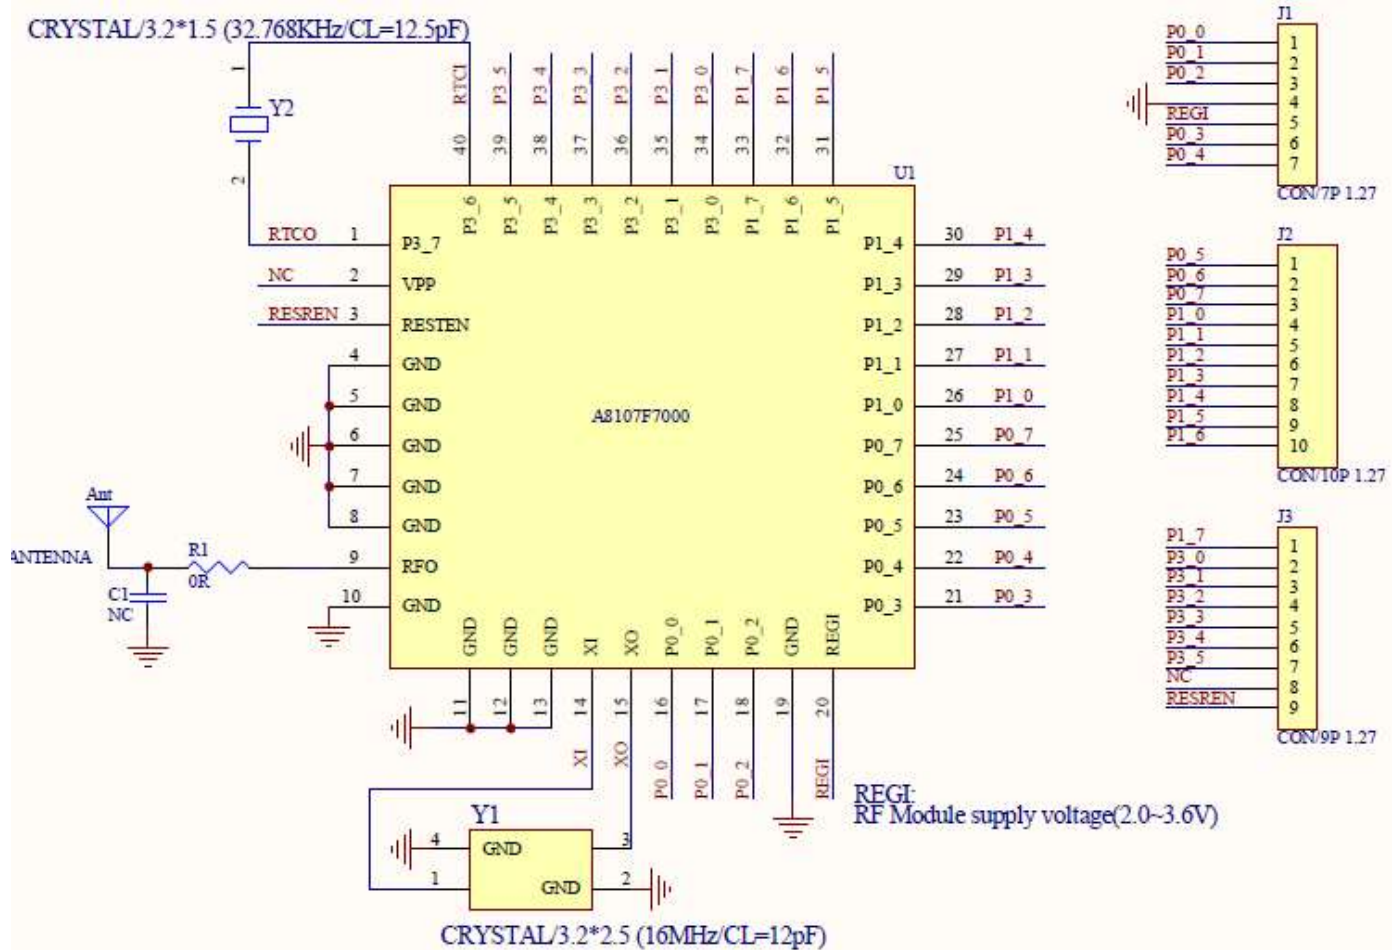 CRYSTAL/3.2*1.5 (32.768KHz/CL=12.5pF)
1
Y2
2
RTCI
P3_5
P3_4
P3_3
P3_2
P3_1
P3_0
P1_7
P1_6
P1_5
40
39
38
37
36
35
34
33
32
31
U1
P3_6
P3_5
P3_4
P3_3
P3_2
P3_1
P3_0
P1_7
P1_6
P1_5
RTCO 1 P3_7
NC 2 VPP
RESREN 3 RESTEN
4 GND
5 GND
6 GND
7 GND
8 GND
9 RFO
10 GND
A8107F7000
P1_4 30 P1_4
P1_3 29 P1_3
P1_2 28 P1_2
P1_1 27 P1_1
P1_0 26 P1_0
P0_7 25 P0_7
P0_6 24 P0_6
P0_5 23 P0_5
P0_4 22 P0_4
P0_3 21 P0_3
Ant
ANTENNA
R1
0R
C1
NC
GND
GND
GND
XI
XO
P0_0
P0_1
P0_2
GND
REGI
11
12
13
14
15
16
17
18
19
20
XI
XO
P0_0
P0_1
P0_2
REGI
REGI:
RF Module supply voltage(2.0~3.6V)
Y1
4 GND 3
1 GND 2
CRYSTAL/3.2*2.5 (16MHz/CL=12pF)
J1
P0_0 1
P0_1 2
P0_2 3
4
REGI 5
P0_3 6
P0_4 7
CON/7P 1.27
J2
P0_5 1
P0_6 2
P0_7 3
P1_0 4
P1_1 5
P1_2 6
P1_3 7
P1_4 8
P1_5 9
P1_6 10
CON/10P 1.27
J3
P1_7 1
P3_0 2
P3_1 3
P3_2 4
P3_3 5
P3_4 6
P3_5 7
NC 8
RESREN 9
CON/9P 1.27